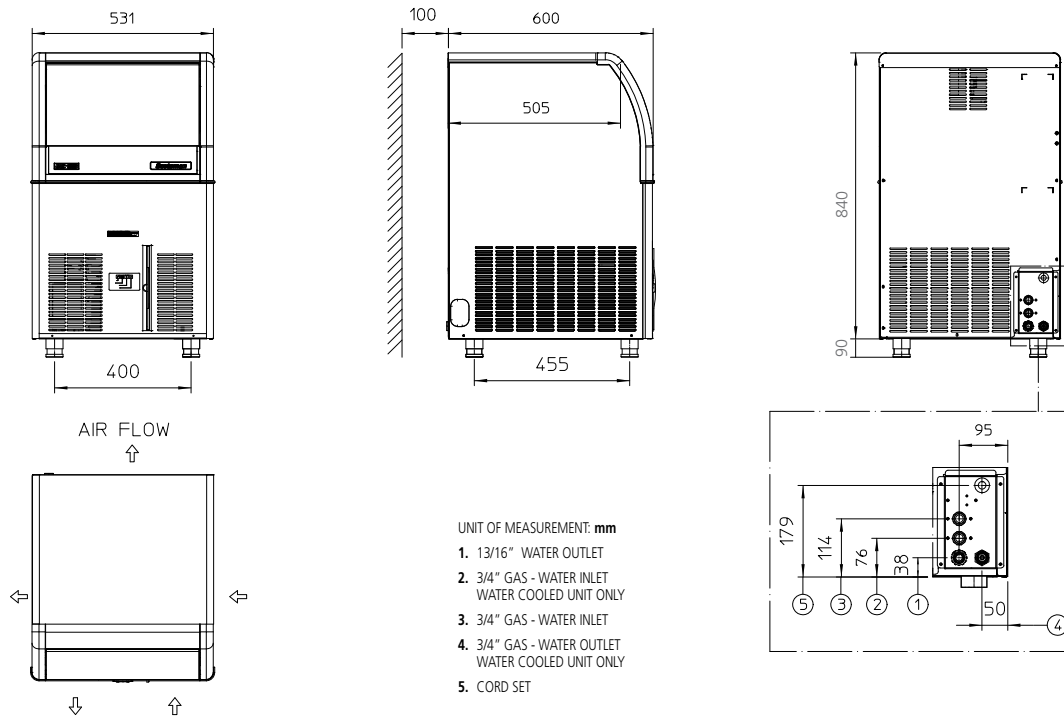 531
100
600
505
840
90
400
455
AIR FLOW
UNIT OF MEASUREMENT: mm
1. 13/16" WATER OUTLET
2. 3/4" GAS - WATER INLET
WATER COOLED UNIT ONLY
3. 3/4" GAS - WATER INLET
4. 3/4" GAS - WATER OUTLET
WATER COOLED UNIT ONLY
5. CORD SET
95
179
114
76
38
50
5
3
2
1
4